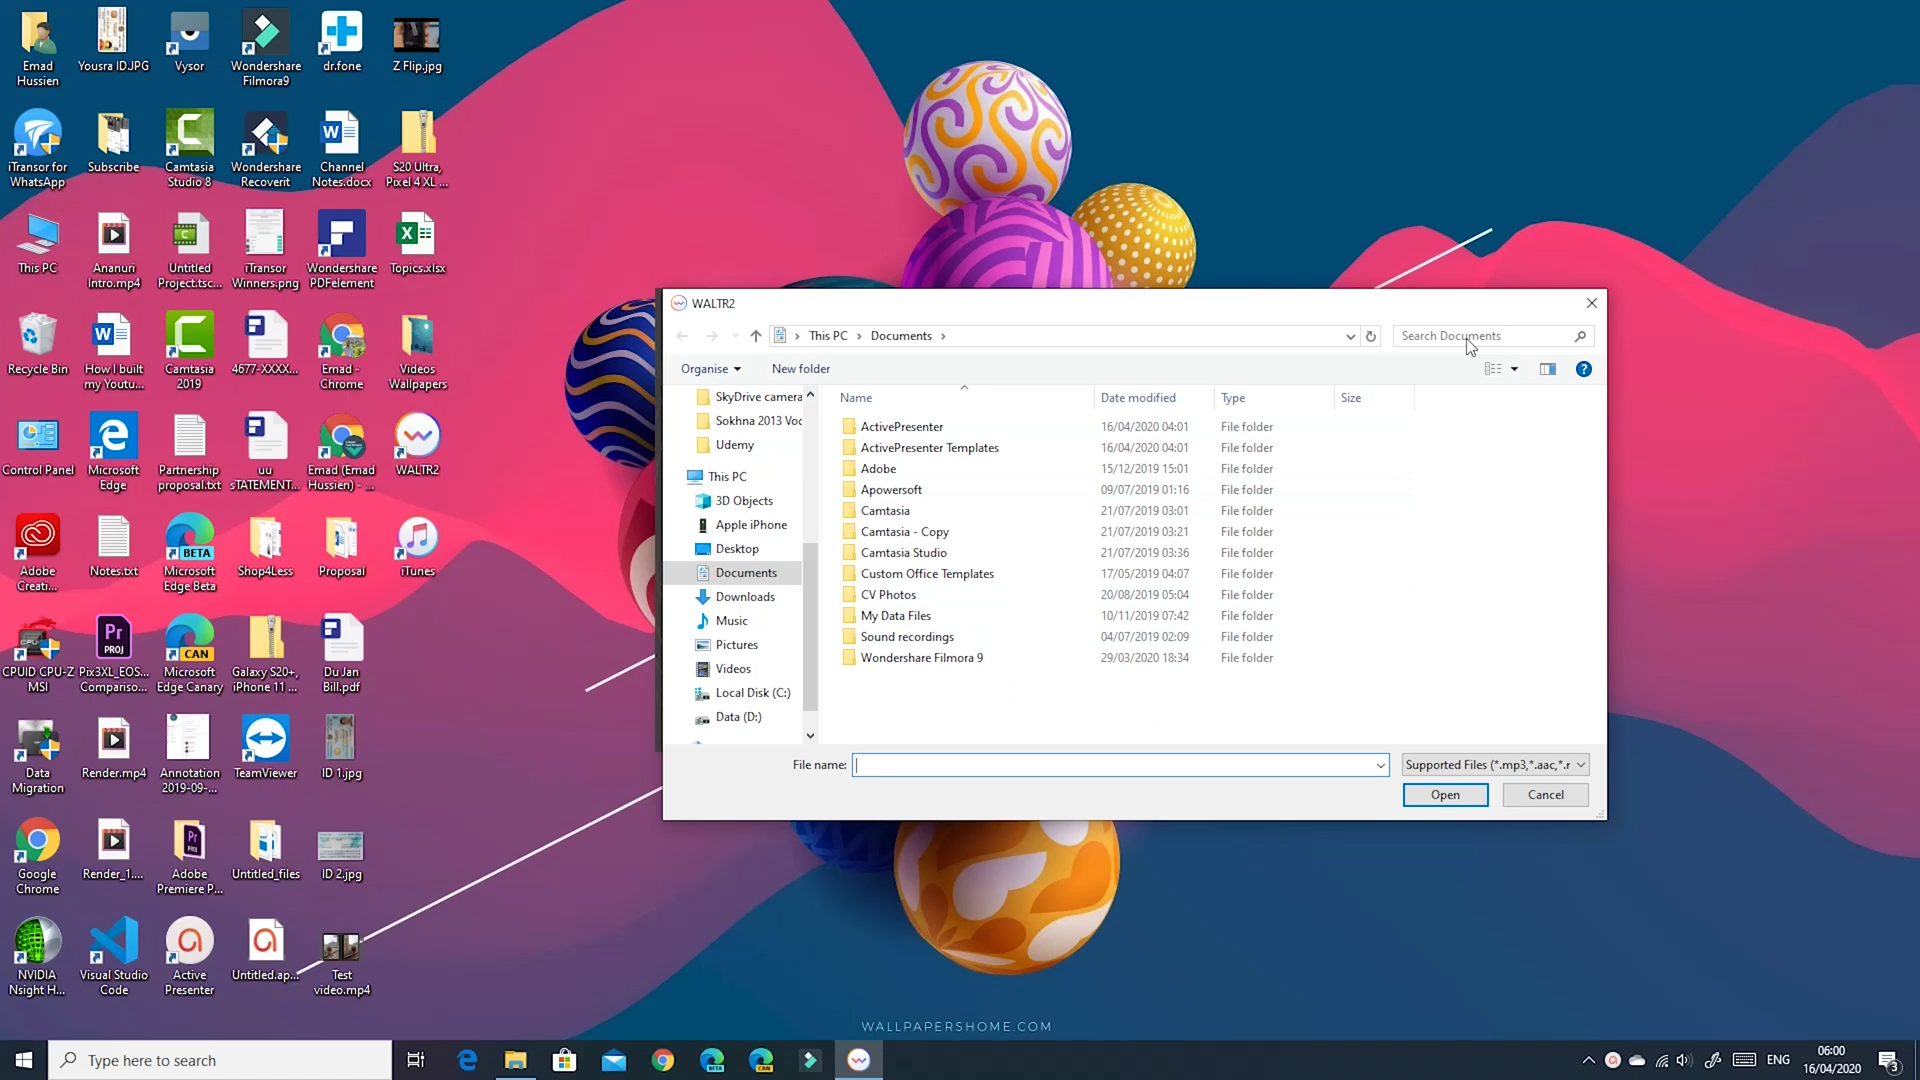 Emad
Hussien
Yousra ID.JPG
Vysor
Wondershare
Filmora9
dr.fone
Z Flip.jpg
iTransor for
WhatsApp
Subscribe
Camtasia
Studio 8
Wondershare
Recoverit
Channel
Notes.docx
S20 Ultra,
Pixel 4 XL ...
This PC
Ananuri
Intro.mp4
Untitled
Project.tsc...
iTransor
Winners.png
Wondershare
PDFelement
Topics.xlsx
Recycle Bin
How I built
my Youtu...
Camtasia
2019
4677-XXXX...
Emad -
Chrome
Videos
Wallpapers
Control Panel
Microsoft
Edge
Partnership
proposal.txt
uu
sTATEMENT...
Emad (Emad
Hussien) - ...
WALTR2
Adobe
Creati...
Notes.txt
BETA
Microsoft
Edge Beta
Shop4Less
Proposal
iTunes
CPUID CPU-Z
MSI
Pr
PROJ
Pix3XL_EOS...
Compariso...
CAN
Microsoft
Edge Canary
Galaxy S20+,
iPhone 11 ...
Du Jan
Bill.pdf
Data
Migration
Render.mp4
Annotation
2019-09-...
TeamViewer
ID 1.jpg
Google
Chrome
Render_1....
Adobe
Premiere P...
Untitled_files
ID 2.jpg
NVIDIA
Nsight H...
Visual Studio
Code
Active
Presenter
Untitled.ap...
Test
video.mp4
WALTR2
This PC
Documents
Search Documents
Organise
New folder
SkyDrive camera
Sokhna 2013 Voc
Udemy
This PC
3D Objects
Apple iPhone
Desktop
Documents
Downloads
Music
Pictures
Videos
Local Disk (C:)
Data (D:)
Name Date modified Type Size
ActivePresenter 16/04/2020 04:01 File folder
ActivePresenter Templates 16/04/2020 04:01 File folder
Adobe 15/12/2019 15:01 File folder
Apowersoft 09/07/2019 01:16 File folder
Camtasia 21/07/2019 03:01 File folder
Camtasia - Copy 21/07/2019 03:21 File folder
Camtasia Studio 21/07/2019 03:36 File folder
Custom Office Templates 17/05/2019 04:07 File folder
CV Photos 20/08/2019 05:04 File folder
My Data Files 10/11/2019 07:42 File folder
Sound recordings 04/07/2019 02:09 File folder
Wondershare Filmora 9 29/03/2020 18:34 File folder
File name:
Supported Files (*.mp3,*.aac,*.r
Open
Cancel
WALLPAPERSHOME.COM
Type here to search
BETA
CAN
ENG
06:00
16/04/2020
3